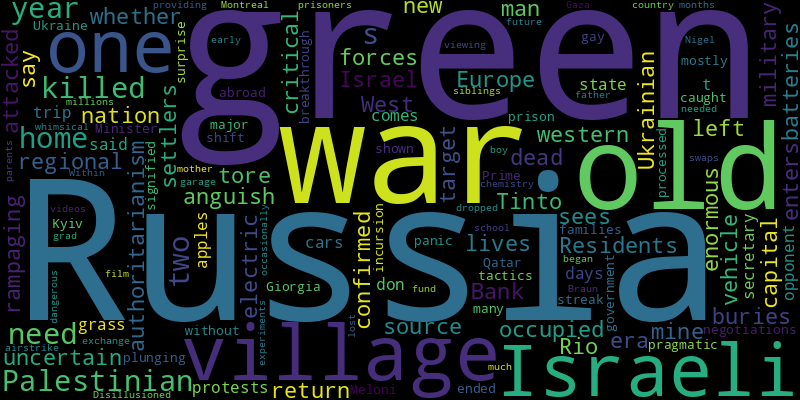 year
Ukraine
whether
providing
Montreal
prisoners
new
man
country
months
Gaza
future
green
one
surprise
early
abroad
critical
breakthrough
s
forces
Israel
West
viewing
siblings
gay
Europe
state
father
Nigel
mostly
t
caught
needed
military
batteries
attacked
say
killed
millions
nation
trip
Minister
whimsical
home
said
regional
settlers
major
shift
comes
shown
target
prison
boy
dead
western
Ukrainian
left
processed
enters
war
old
parents
Within
signified
mother
garage
tore
anguish
Prime
chemistry
Tinto
dropped
swaps
rampaging
videos
Kyiv
grad
authoritarianism
two
apples
electric
occasionally
cars
Giorgia
confirmed
incursion
panic
don
lives
Qatar
tactics
school
sees
families
Residents
began
days
streak
government
enormous
vehicle
secretary
capital
opponent
Russia
film
dangerous
fund
Bank
many
Braun
need
grass
exchange
without
experiments
lost
source
occupied
Rio
era
mine
buries
negotiations
pragmatic
airstrike
uncertain
plunging
village
much
Israeli
Palestinian
Disillusioned
protests
return
Meloni
ended